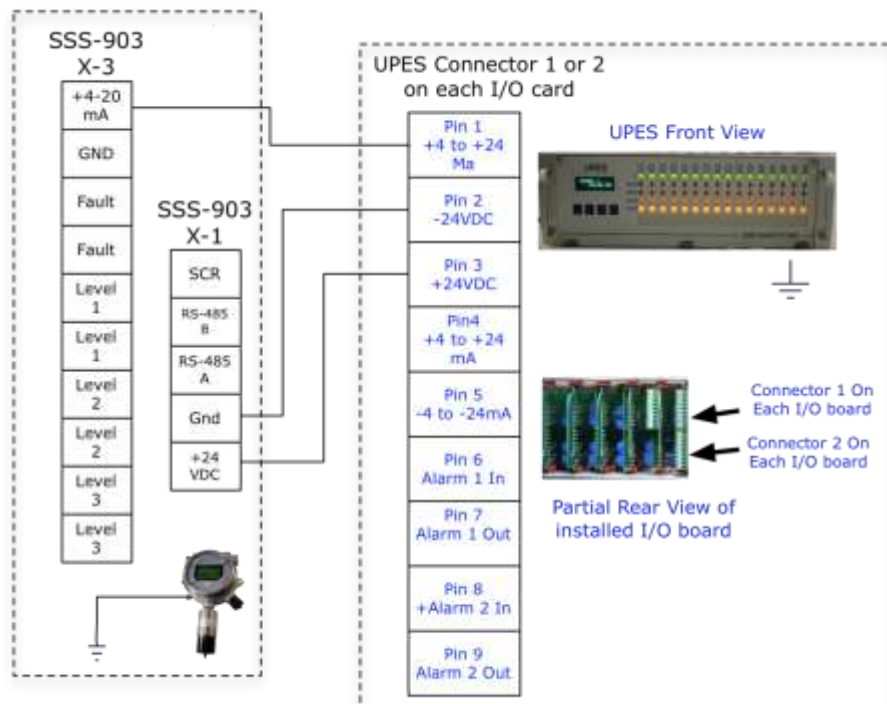 SSS-903
X-3
+4-20
mA
GND
Fault
Fault
Level
1
Level
1
Level
2
Level
2
Level
3
Level
3
SSS-903
X-1
SCR
RS-485
B
RS-485
A
Gnd
+24
VDC
UPES Connector 1 or 2
on each I/O card
Pin 1
+4 to +24
Ma
Pin 2
-24VDC
Pin 3
+24VDC
Pin4
+4 to +24
mA
Pin 5
-4 to -24mA
Pin 6
Alarm 1 In
Pin 7
Alarm 1 Out
Pin 8
+Alarm 2 In
Pin 9
Alarm 2 Out
UPES Front View
UPES
Connector 1 On
Each I/O board
Connector 2 On
Each I/O board
Partial Rear View of
installed I/O board